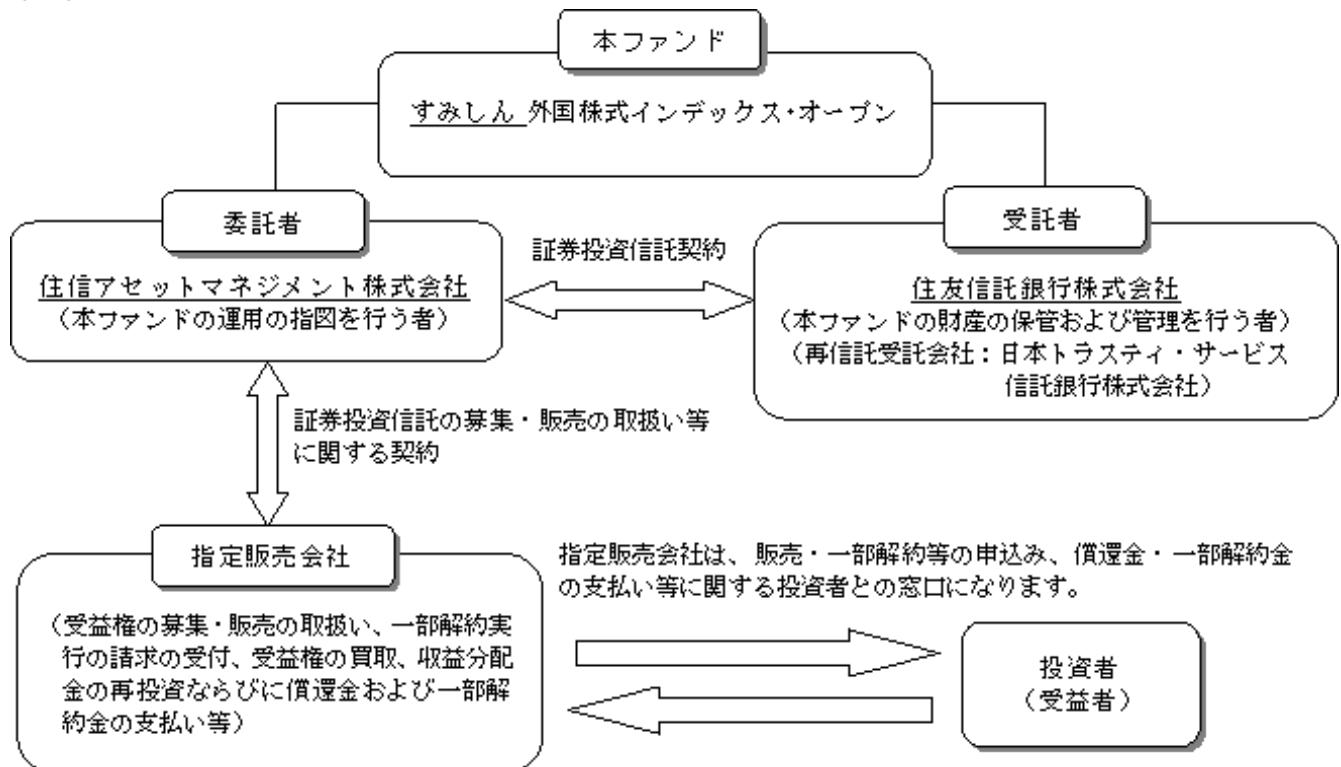 本ファンド
すみしん 外国株式インデックス・オープン
委託者
住信アセットマネジメント株式会社
（本ファンドの運用の指図を行う者）
証券投資信託契約
受託者
住友信託銀行株式会社
（本ファンドの財産の保管および管理を行う者）
（再信託受託会社：日本トラスティ・サービス
信託銀行株式会社）
証券投資信託の募集・販売の取扱い等
に関する契約
指定販売会社
（受益権の募集・販売の取扱い、一部解約実
行の請求の受付、受益権の買取、収益分配
金の再投資ならびに償還金および一部解
約金の支払い等）
指定販売会社は、販売・一部解約等の申込み、償還金・一部解約金
の支払い等に関する投資者との窓口になります。
投資者
（受益者）